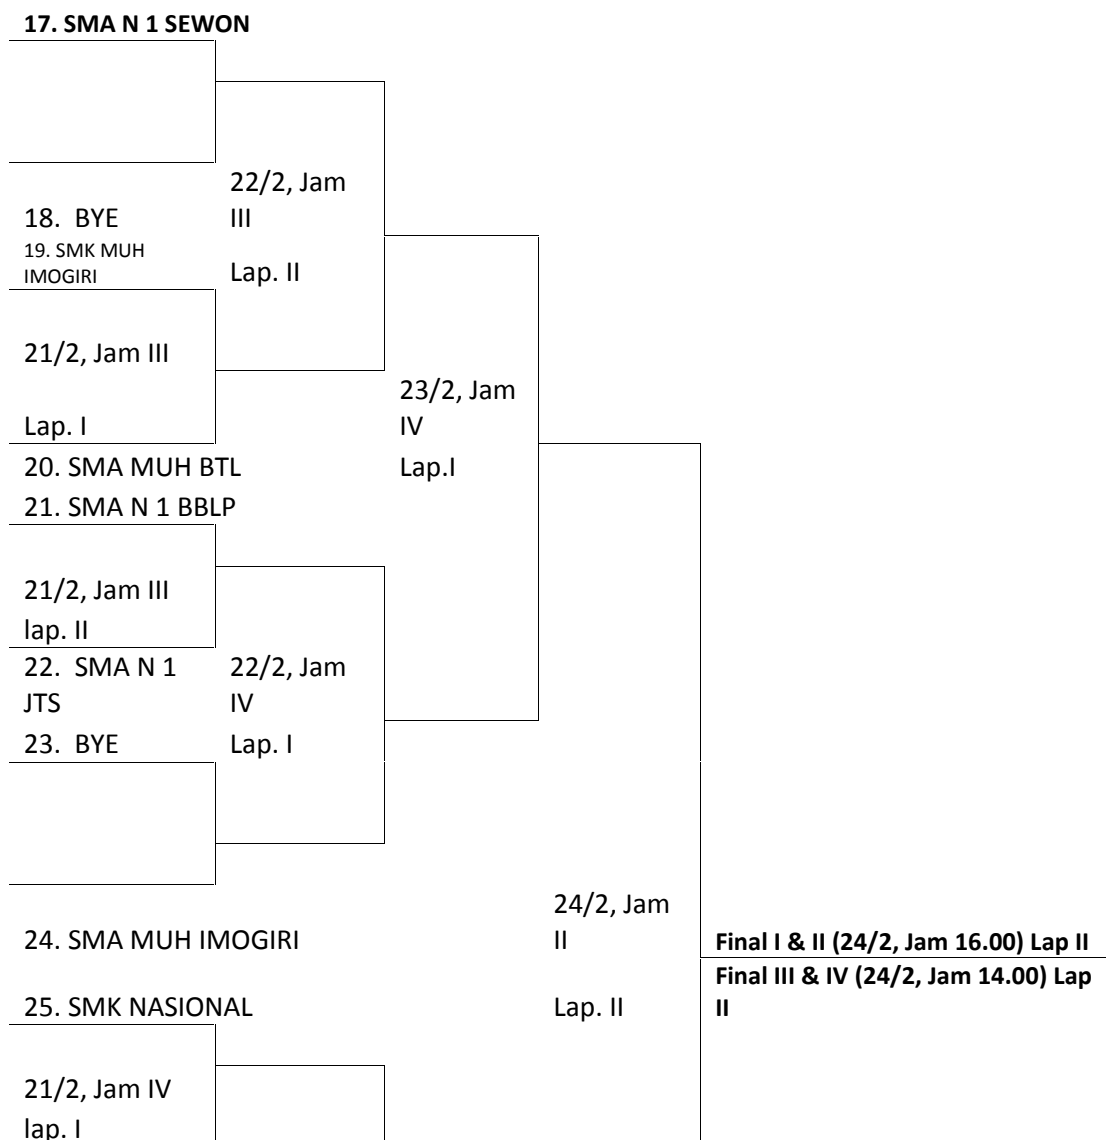 17. SMA N 1 SEWON
22/2, Jam
18. BYE
III
19. SMK MUH
IMOGIRI
Lap. II
21/2, Jam III
23/2, Jam
Lap. I
IV
20. SMA MUH BTL
Lap.I
21. SMA N 1 BBLP
21/2, Jam III
lap. II
22. SMA N 1
22/2, Jam
JTS
IV
23. BYE
Lap. I
24/2, Jam
24. SMA MUH IMOGIRI
II
Final I & II (24/2, Jam 16.00) Lap II
Final III & IV (24/2, Jam 14.00) Lap
25. SMK NASIONAL
Lap. II
II
21/2, Jam IV
lap. I